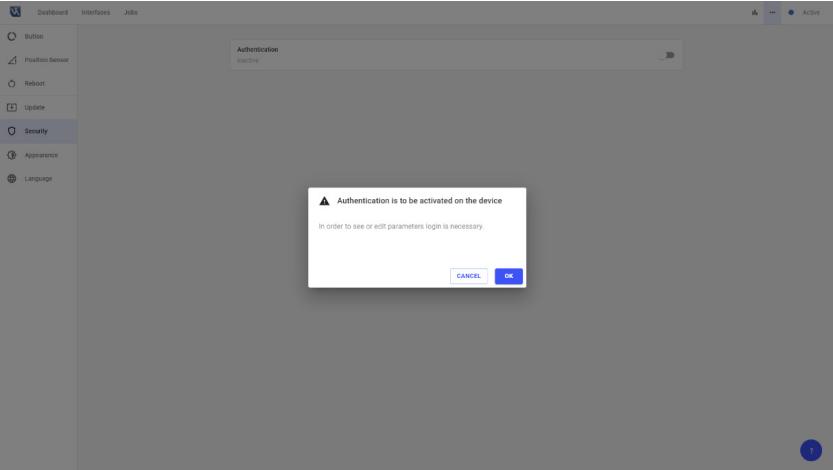 Dashboard Interfaces Jobs Active
Button
Position Sensor
Reboot
Update
Security
Appearance
Language
Authentication
Inactive
Authentication is to be activated on the device
In order to see or edit parameters login is necessary.
CANCEL OK
?